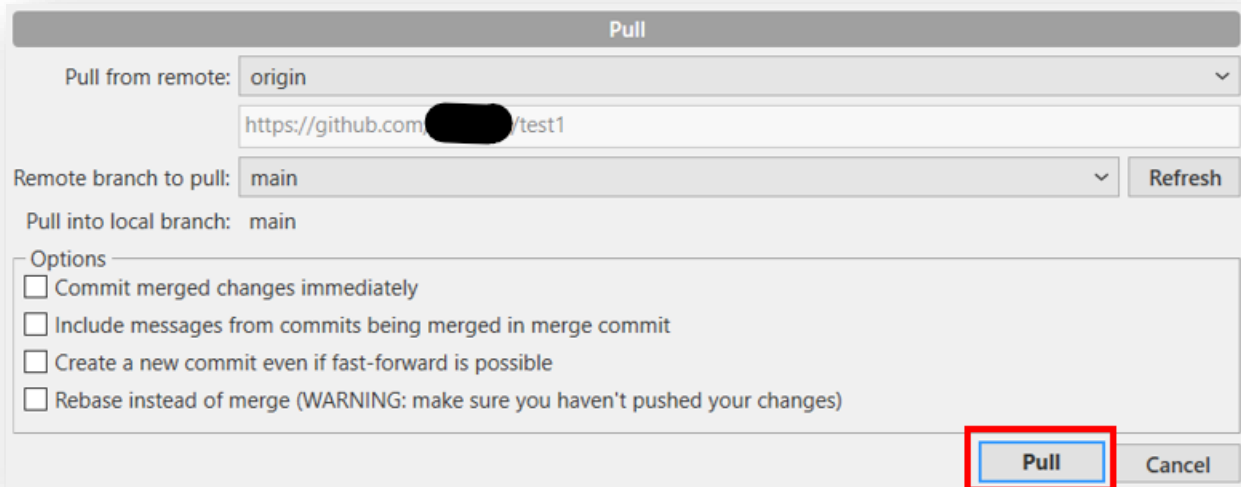 Pull
Pull from remote: origin
https://github.com/ /test1
Remote branch to pull: main Refresh
Pull into local branch: main
Options
Commit merged changes immediately
Include messages from commits being merged in merge commit
Create a new commit even if fast-forward is possible
Rebase instead of merge (WARNING: make sure you haven't pushed your changes)
Pull Cancel